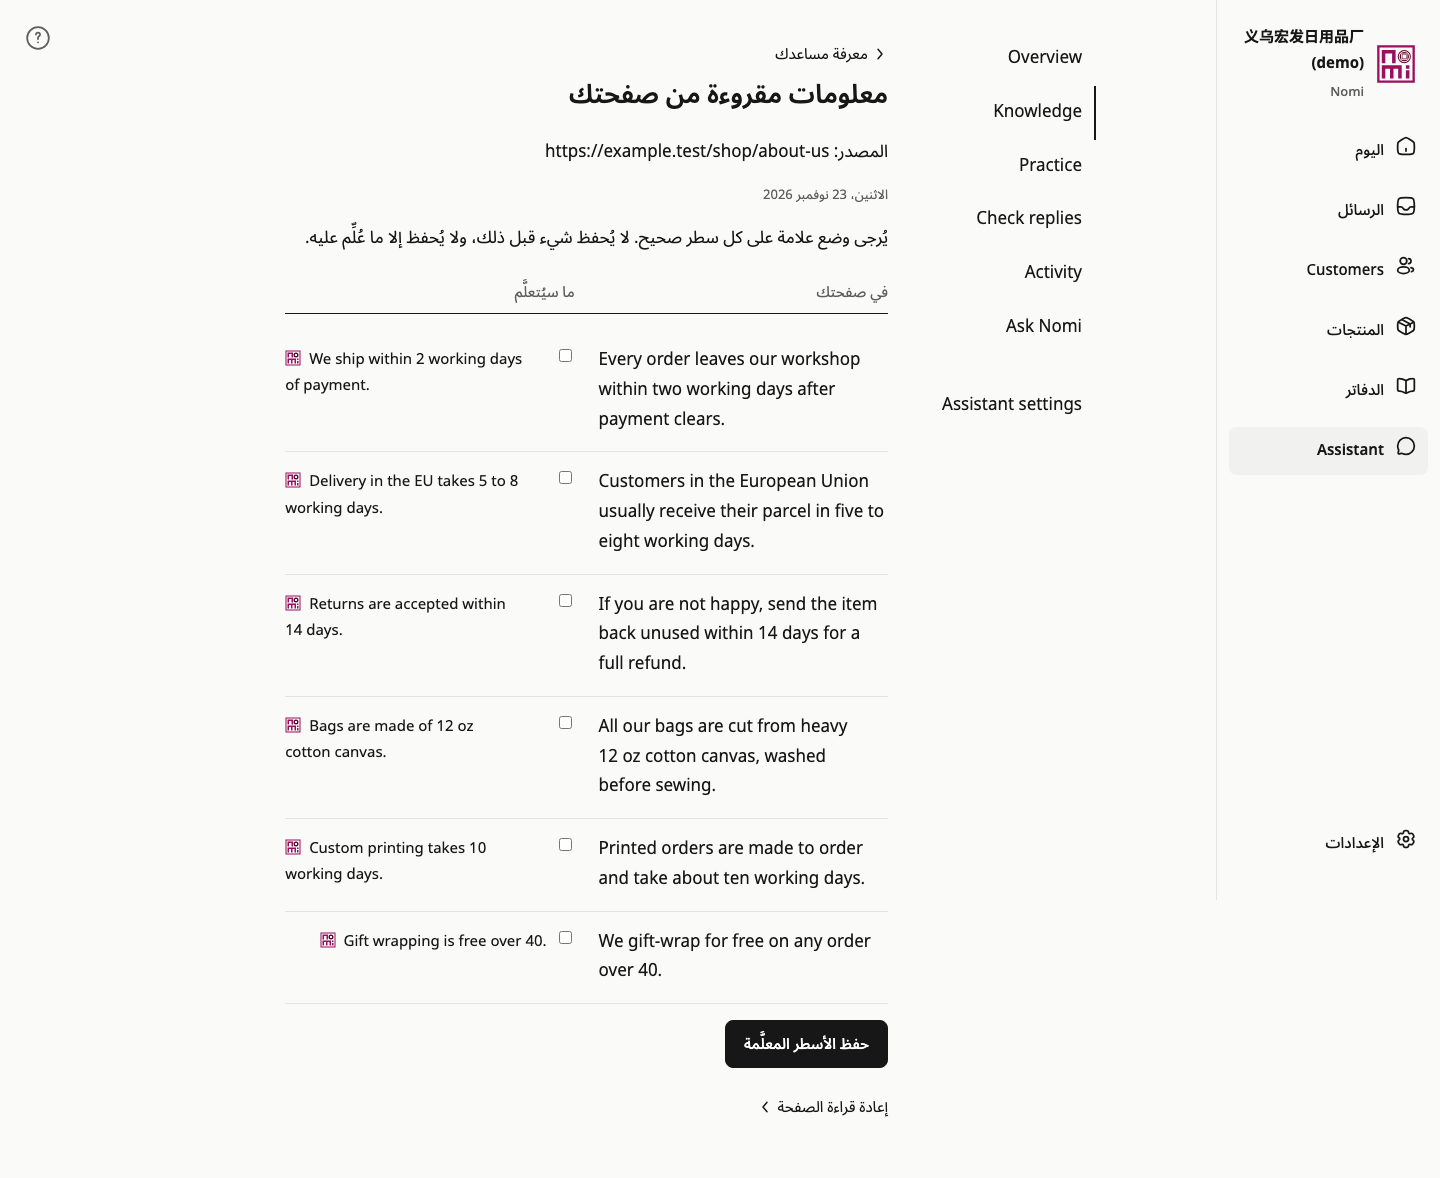 义乌宏发日用品厂
(demo)
Nomi
اليوم
الرسائل
Customers
المنتجات
الدفاتر
Assistant
الإعدادات
Overview
Knowledge
Practice
Check replies
Activity
Ask Nomi
Assistant settings
معرفة مساعدك
معلومات مقروءة من صفحتك
المصدر: https://example.test/shop/about-us
الاثنين، 23 نوفمبر 2026
يُرجى وضع علامة على كل سطر صحيح. لا يُحفظ شيء قبل ذلك، ولا يُحفظ إلا ما عُلِّم عليه.
في صفحتك
ما سيُتعلَّم
Every order leaves our workshop
within two working days after
payment clears.
We ship within 2 working days
of payment.
Customers in the European Union
usually receive their parcel in five to
eight working days.
Delivery in the EU takes 5 to 8
working days.
If you are not happy, send the item
back unused within 14 days for a
full refund.
Returns are accepted within
14 days.
All our bags are cut from heavy
12 oz cotton canvas, washed
before sewing.
Bags are made of 12 oz
cotton canvas.
Printed orders are made to order
and take about ten working days.
Custom printing takes 10
working days.
We gift-wrap for free on any order
over 40.
Gift wrapping is free over 40.
حفظ الأسطر المعلَّمة
إعادة قراءة الصفحة